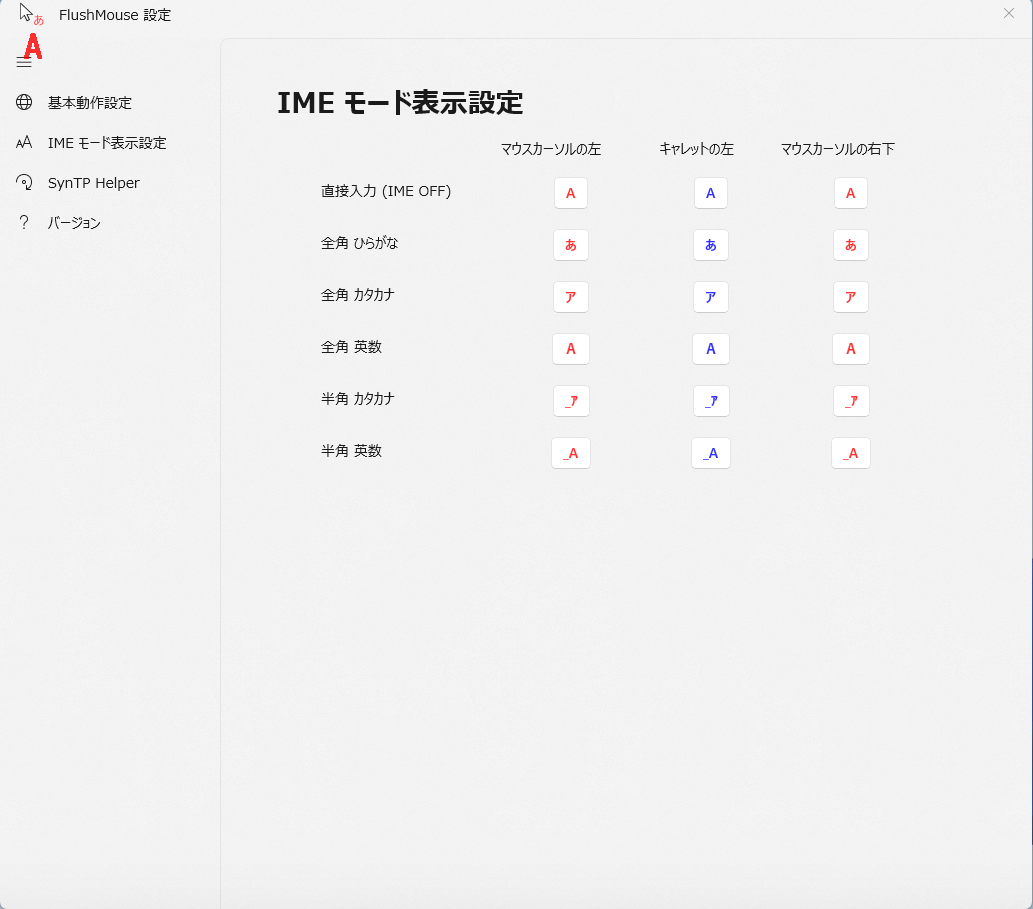 あ FlushMouse 設定
A
基本動作設定
IME モード表示設定
SynTP Helper
バージョン
IME モード表示設定
マウスカーソルの左 キャレットの左 マウスカーソルの右下
直接入力 (IME OFF) A A A
全角 ひらがな あ あ あ
全角 カタカナ ア ア ア
全角 英数 A A A
半角 カタカナ _ア _ア _ア
半角 英数 _A _A _A